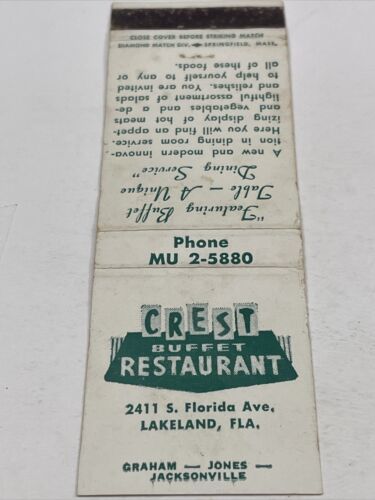 CLOSE COVER BEFORE STRIKING MATCH
DIAMOND MATCH DIV. SPRINGFIELD, MASS.
"Featuring Buffet
Table — A Unique
Dining Service"
A new and modern innova-
tion in dining room service.
Here you will find an appet-
izing display of hot meats
and vegetables and a de-
lightful assortment of salads
and relishes. You are invited
to help to yourself to any or
all of these foods.
Phone
MU 2-5880
CREST
BUFFET
RESTAURANT
2411 S. Florida Ave.
LAKELAND, FLA.
GRAHAM — JONES —
JACKSONVILLE